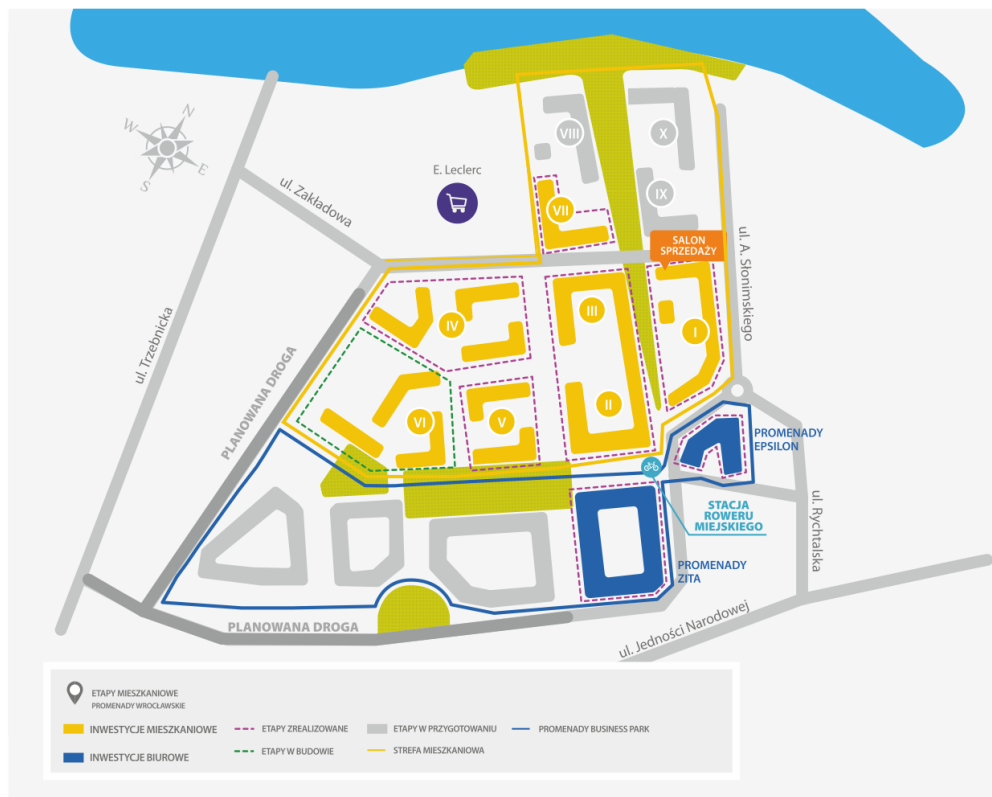 N
W
E
S
E. Leclerc
ul. Zakładowa
VIII
X
IX
VII
SALON
SPRZEDAŻY
ul. A. Słonimskiego
ul. Trzebnicka
PLANOWANA DROGA
IV
III
I
VI
V
II
PROMENADY
EPSILON
STACJA
ROWERU
MIEJSKIEGO
ul. Rychtalska
PROMENADY
ZITA
PLANOWANA DROGA
ul. Jedności Narodowej
ETAPY MIESZKANIOWE
PROMENADY WROCŁAWSKIE
INWESTYCJE MIESZKANIOWE
ETAPY ZREALIZOWANE
ETAPY W PRZYGOTOWANIU
PROMENADY BUSINESS PARK
INWESTYCJE BIUROWE
ETAPY W BUDOWIE
STREFA MIESZKANIOWA